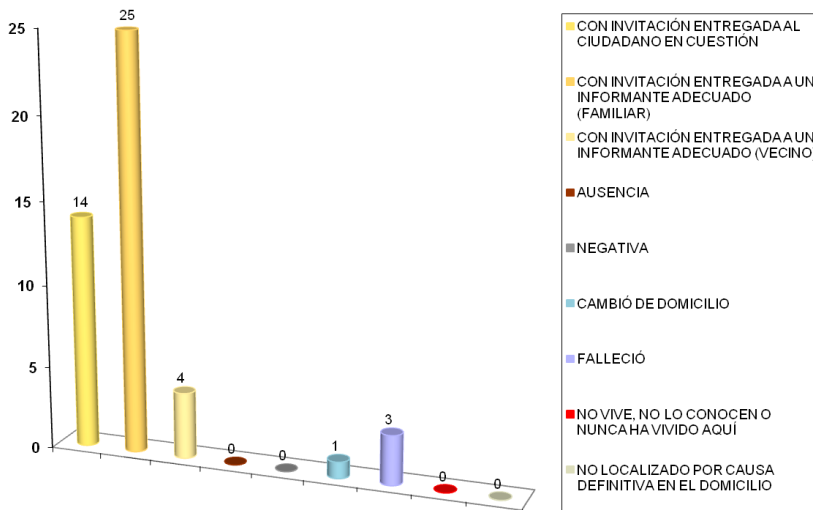 25
20
15
10
5
0
14
25
4
0
0
1
3
0
0
CON INVITACIÓN ENTREGADA AL
CIUDADANO EN CUESTIÓN
CON INVITACIÓN ENTREGADA A UN
INFORMANTE ADECUADO
(FAMILIAR)
CON INVITACIÓN ENTREGADA A UN
INFORMANTE ADECUADO (VECINO)
AUSENCIA
NEGATIVA
CAMBIÓ DE DOMICILIO
FALLECIÓ
NO VIVE, NO LO CONOCEN O
NUNCA HA VIVIDO AQUÍ
NO LOCALIZADO POR CAUSA
DEFINITIVA EN EL DOMICILIO